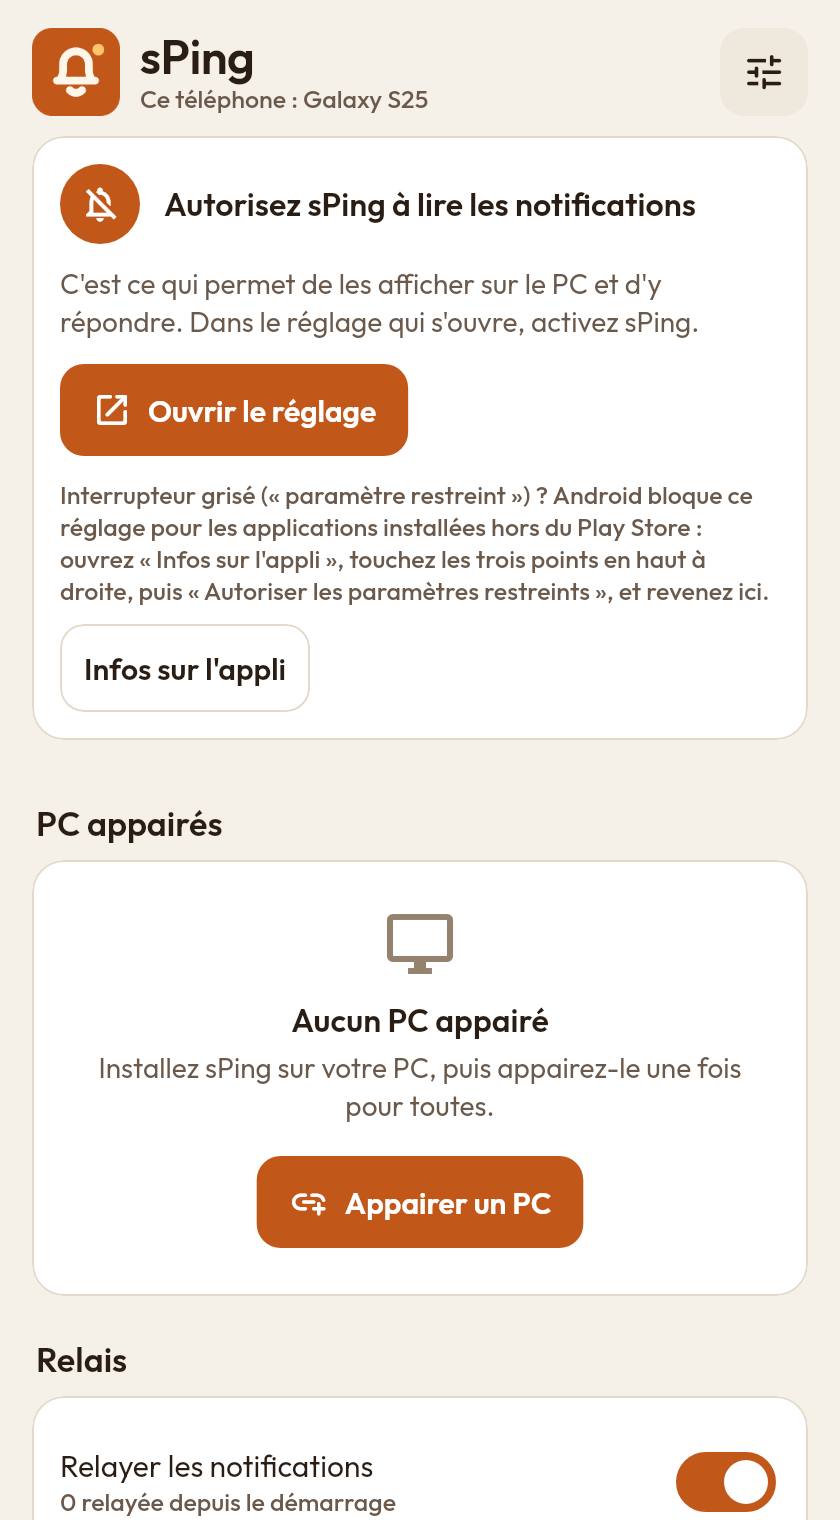 sPing
Ce téléphone : Galaxy S25
Autorisez sPing à lire les notifications
C'est ce qui permet de les afficher sur le PC et d'y
répondre. Dans le réglage qui s'ouvre, activez sPing.
Ouvrir le réglage
Interrupteur grisé (« paramètre restreint ») ? Android bloque ce
réglage pour les applications installées hors du Play Store :
ouvrez « Infos sur l'appli », touchez les trois points en haut à
droite, puis « Autoriser les paramètres restreints », et revenez ici.
Infos sur l'appli
PC appairés
Aucun PC appairé
Installez sPing sur votre PC, puis appairez-le une fois
pour toutes.
Appairer un PC
Relais
Relayer les notifications
0 relayée depuis le démarrage